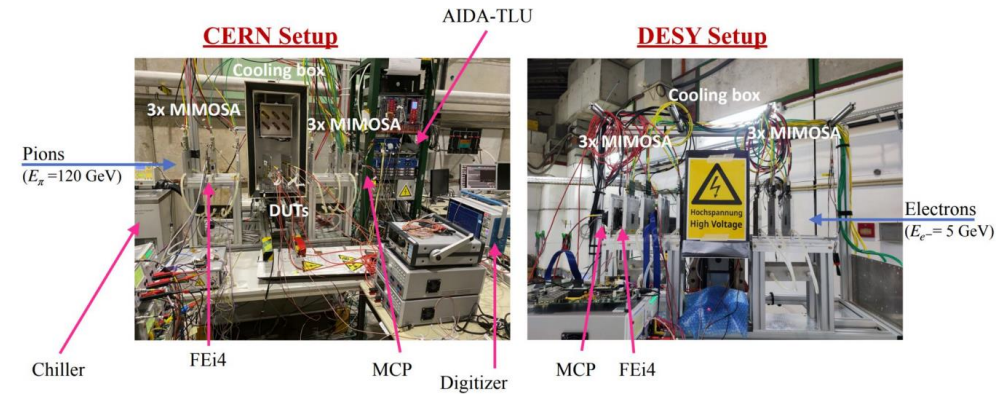 AIDA-TLU
CERN Setup
DESY Setup
Cooling box
Cooling box
3x MIMOSA
3x MIMOSA
3x MIMOSA
3x MIMOSA
Pions
(Eπ =120 GeV)
DUTs
Hochspannung
High Voltage
Electrons
(Ee−= 5 GeV)
Chiller
FEi4
MCP
Digitizer
MCP
FEi4